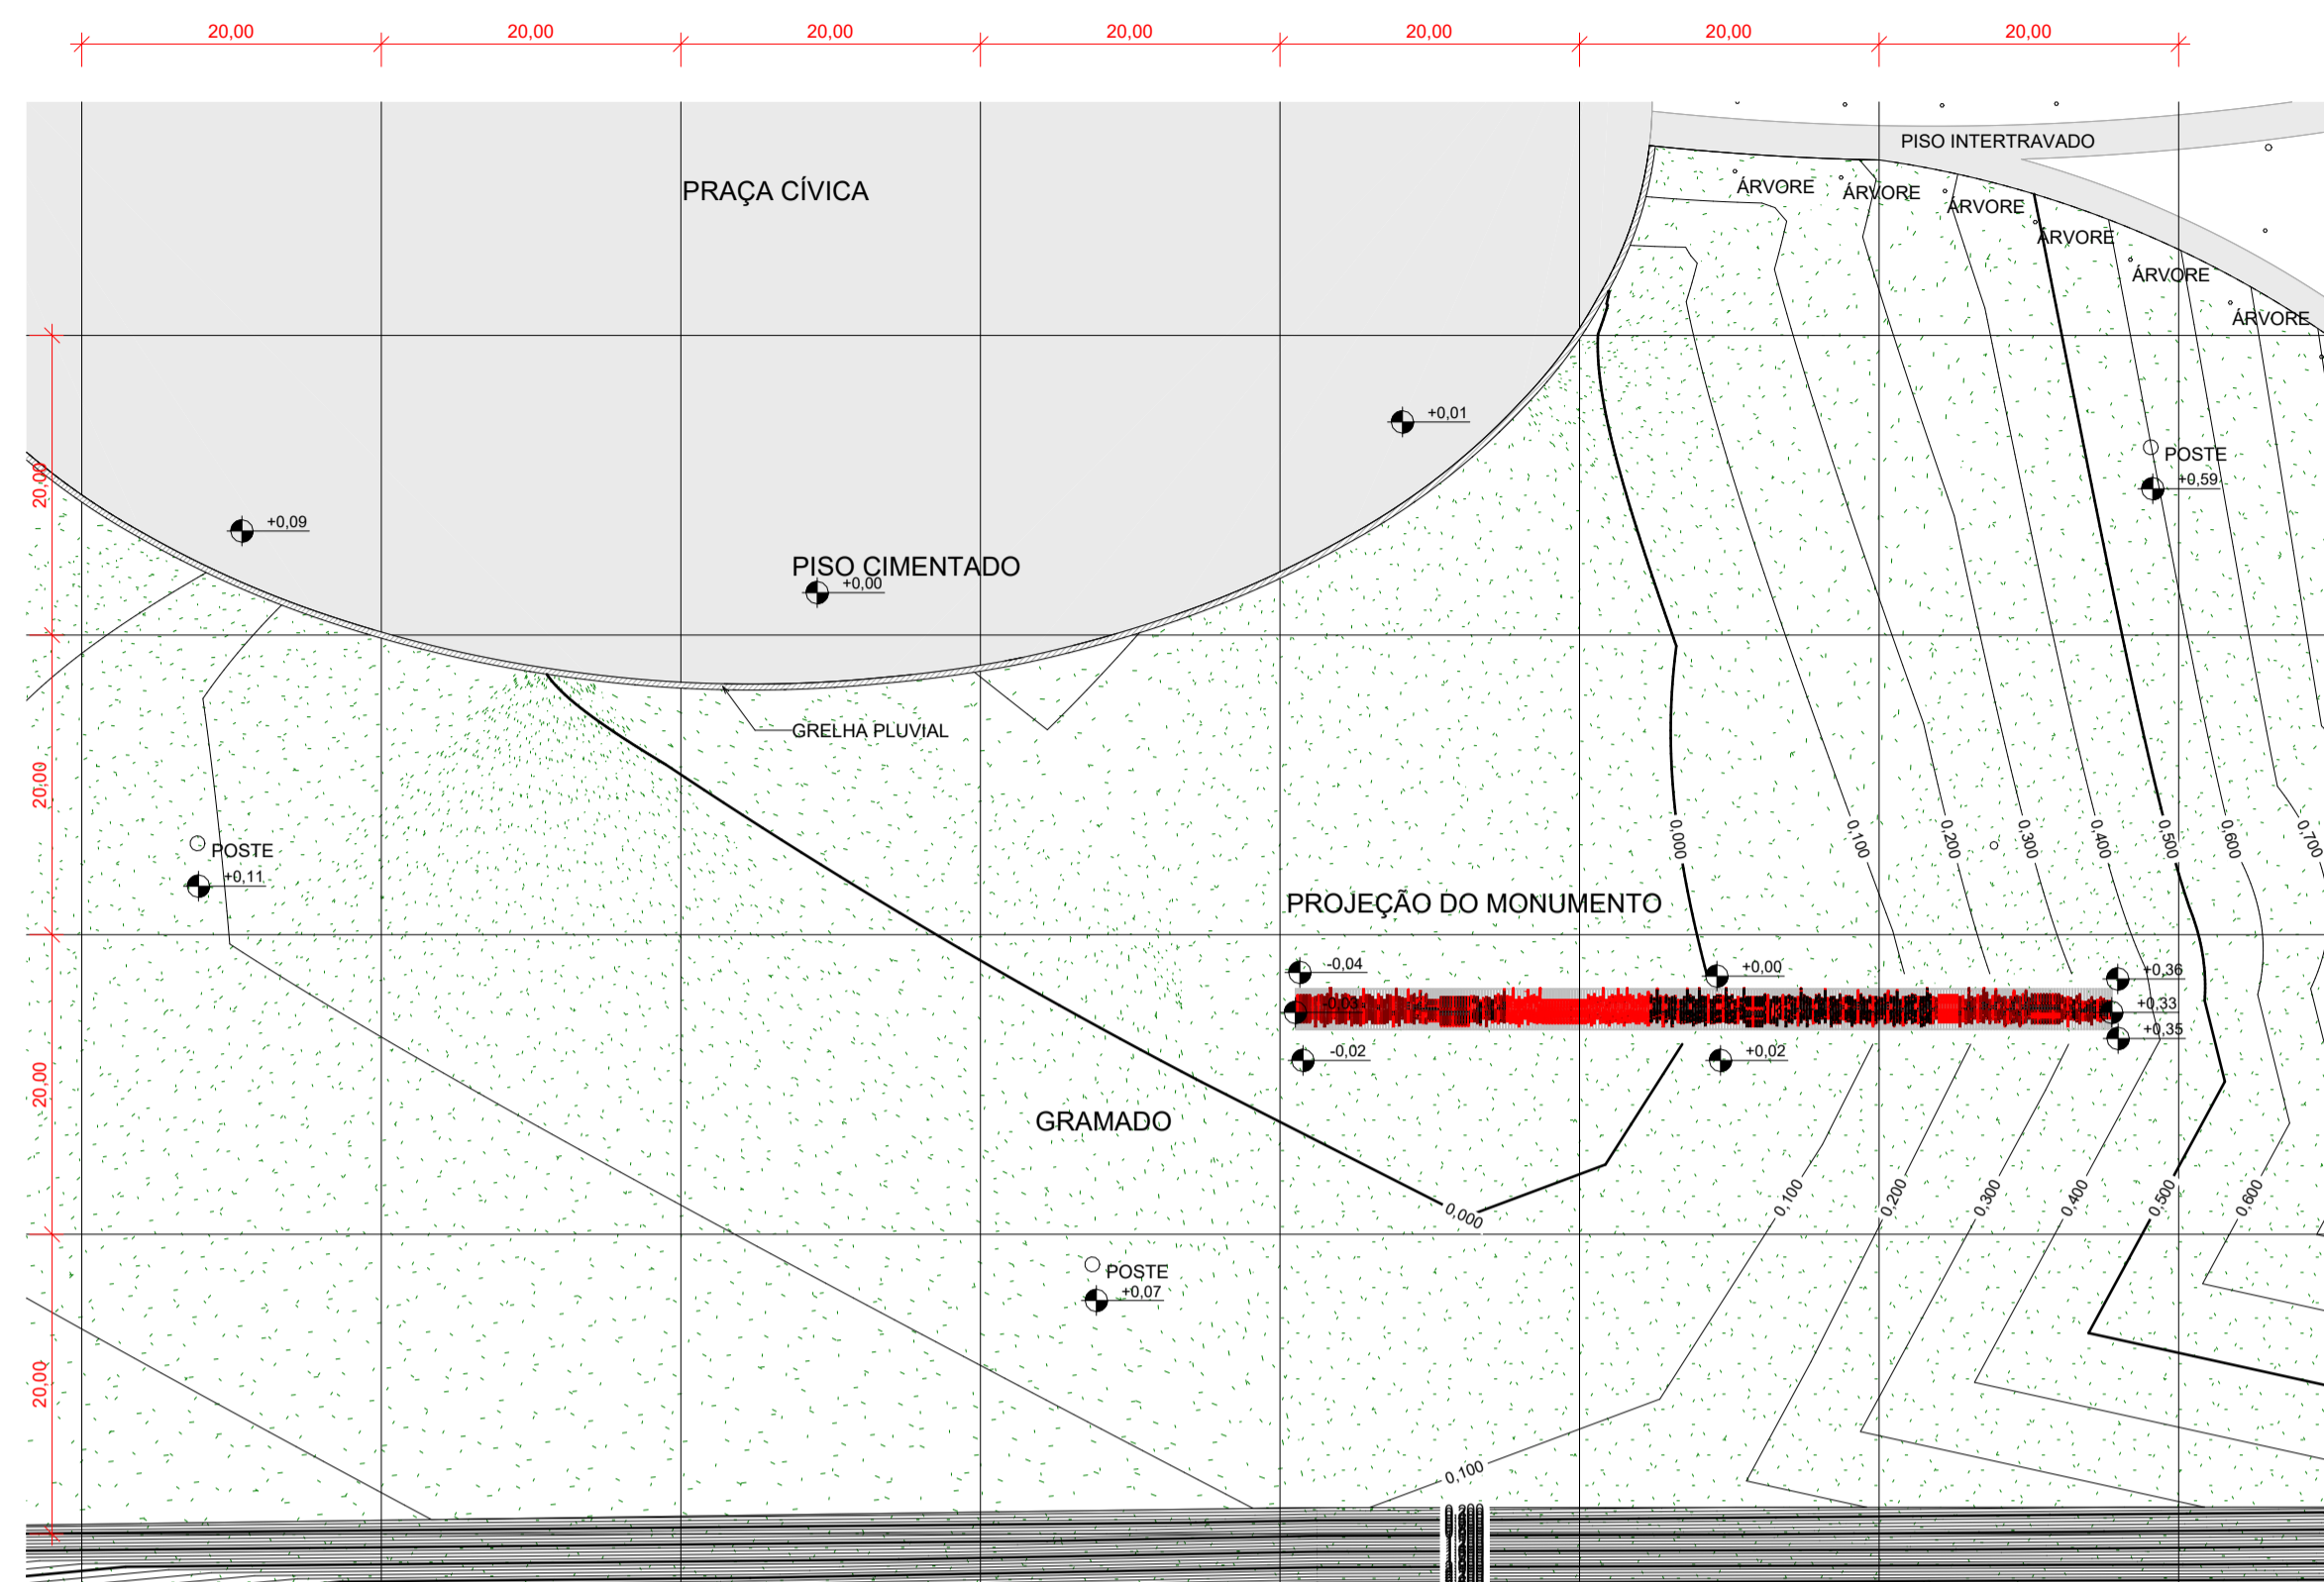 20,00 20,00 20,00 20,00 20,00 20,00 20,00
PISO INTERTRAVADO
PRAÇA CÍVICA
ÁRVORE
ÁRVORE
ÁRVORE
ÁRVORE
ÁRVORE
ÁRVORE
+0,01
POSTE
+0,59
20,00
+0,09
PISO CIMENTADO
+0,00
GRELHA PLUVIAL
20,00
0,000 0,100 0,200 0,300 0,400 0,500 0,600 0,700
POSTE
+0,11
PROJEÇÃO DO MONUMENTO
-0,04
+0,00
+0,36
-0,03
+0,33
+0,35
-0,02
+0,02
20,00
GRAMADO
0,000
0,100 0,200 0,300 0,400 0,500 0,600
POSTE
+0,07
20,00
0,100